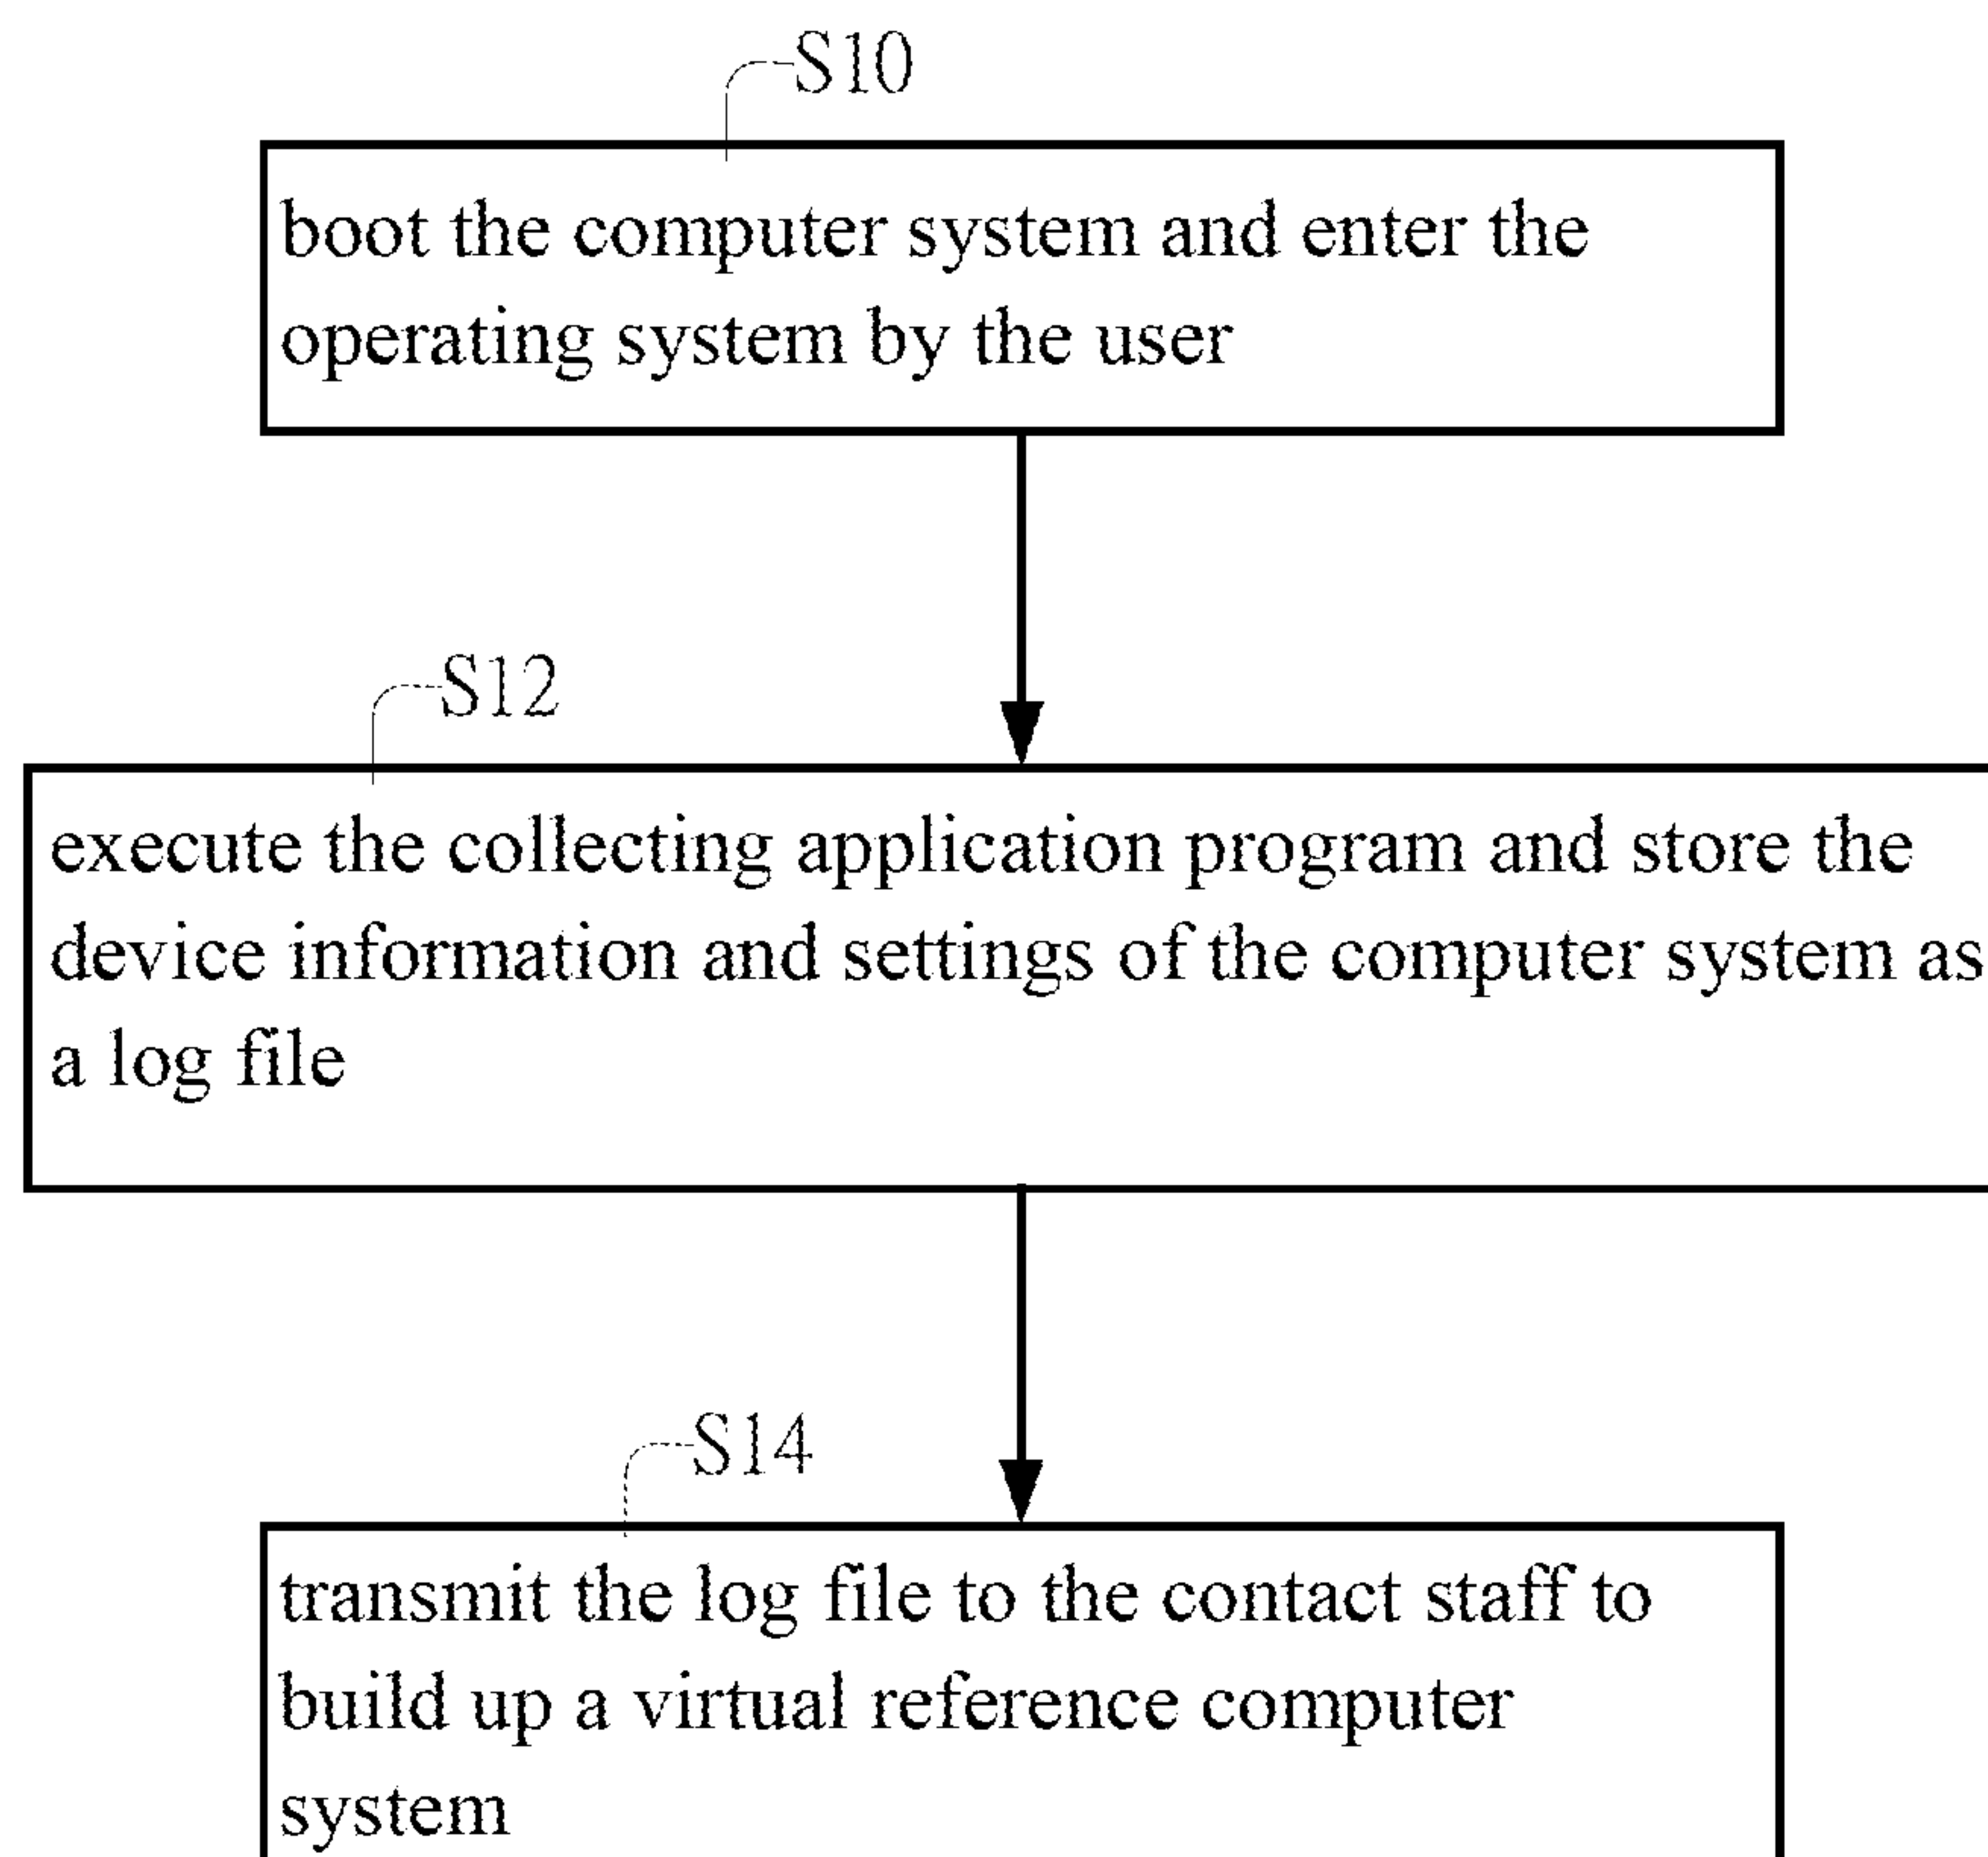 S10
boot the computer system and enter the
operating system by the user
S12
execute the collecting application program and store the
device information and settings of the computer system as
a log file
S14
transmit the log file to the contact staff to
build up a virtual reference computer
system